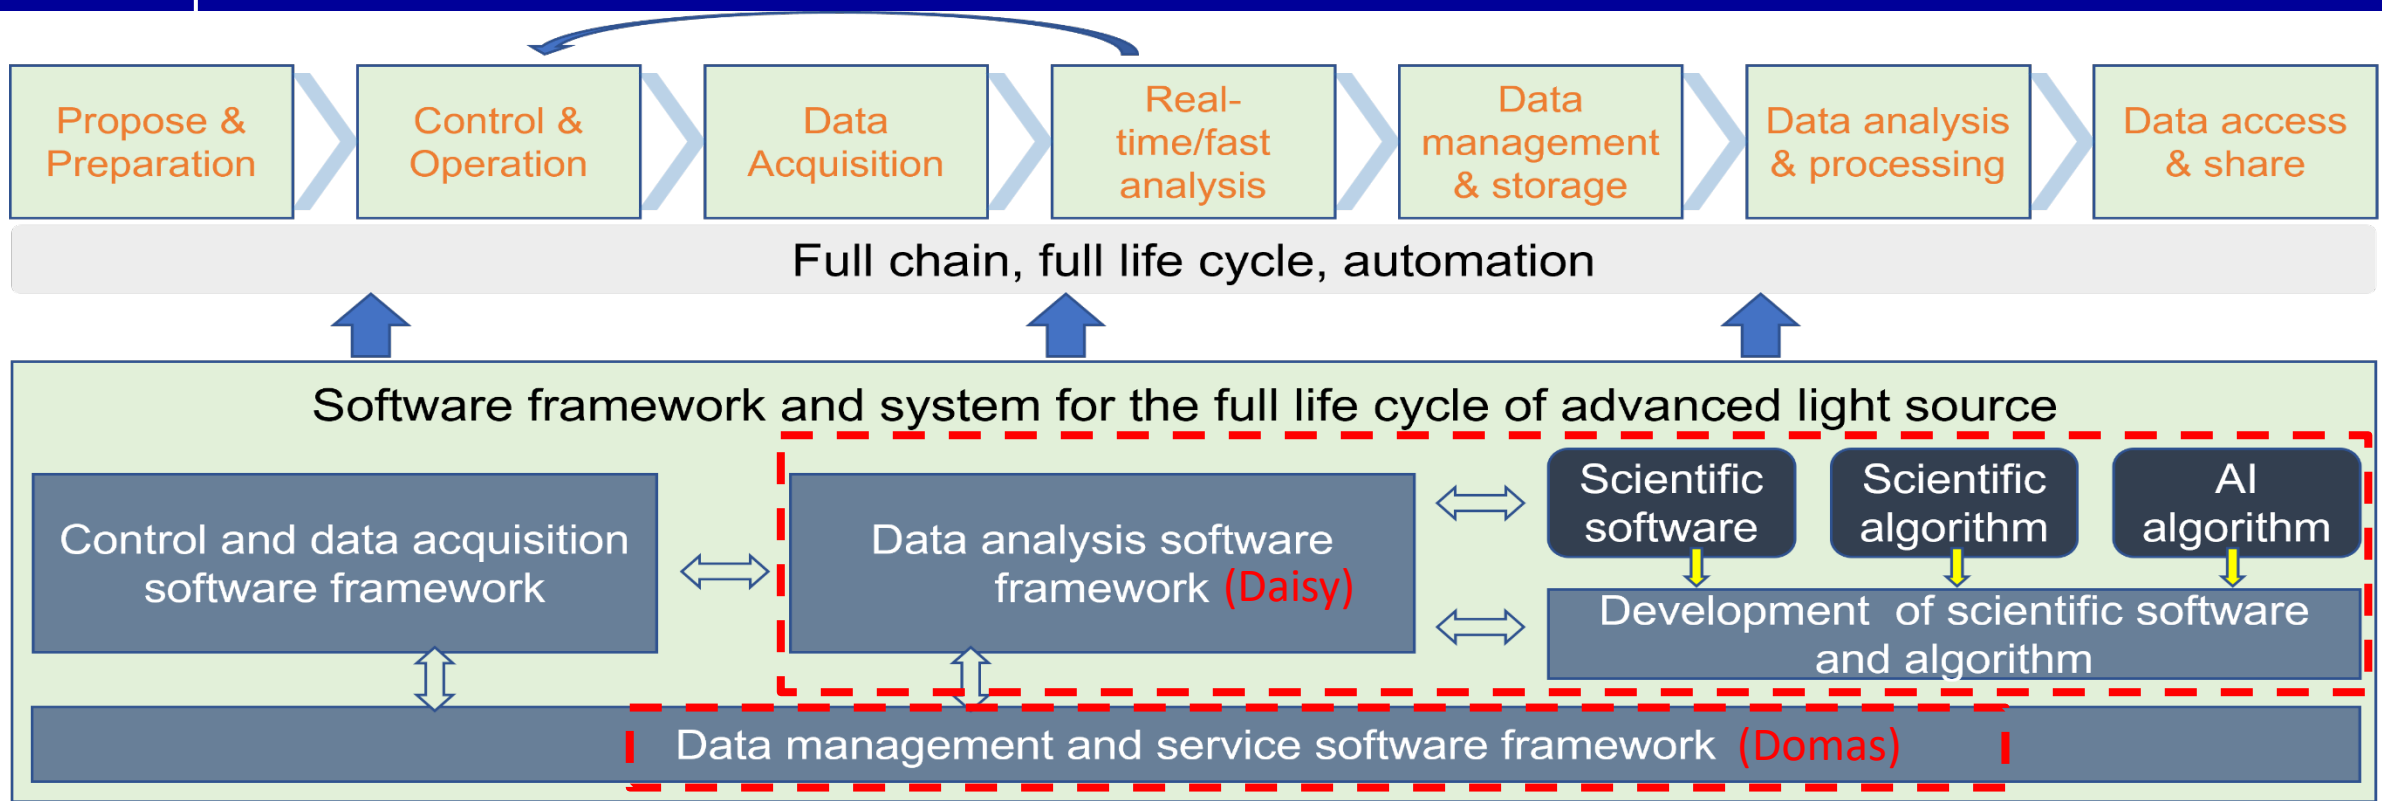 Propose &
Preparation
Control &
Operation
Data
Acquisition
Real-
time/fast
analysis
Data
management
& storage
Data analysis
& processing
Data access
& share
Full chain, full life cycle, automation
Software framework and system for the full life cycle of advanced light source
Control and data acquisition
software framework
Data analysis software
framework (Daisy)
Scientific
software
Scientific
algorithm
AI
algorithm
Development of scientific software
and algorithm
Data management and service software framework (Domas)